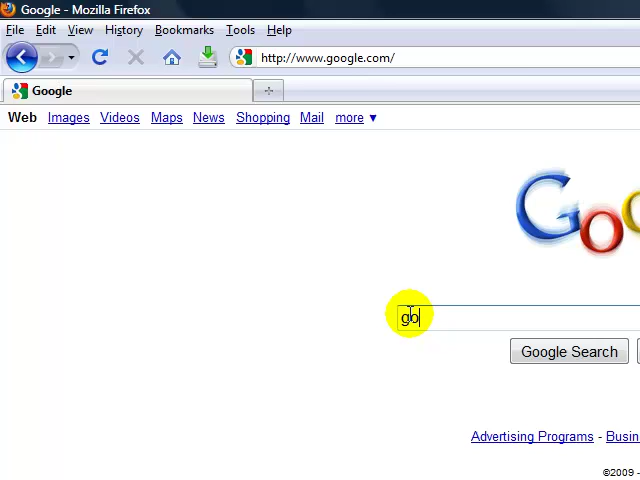 Google - Mozilla Firefox
File Edit View History Bookmarks Tools Help
http://www.google.com/
Google
Web Images Videos Maps News Shopping Mail more ▼
Goo
go
Google Search
Advertising Programs - Busin
©2009 -